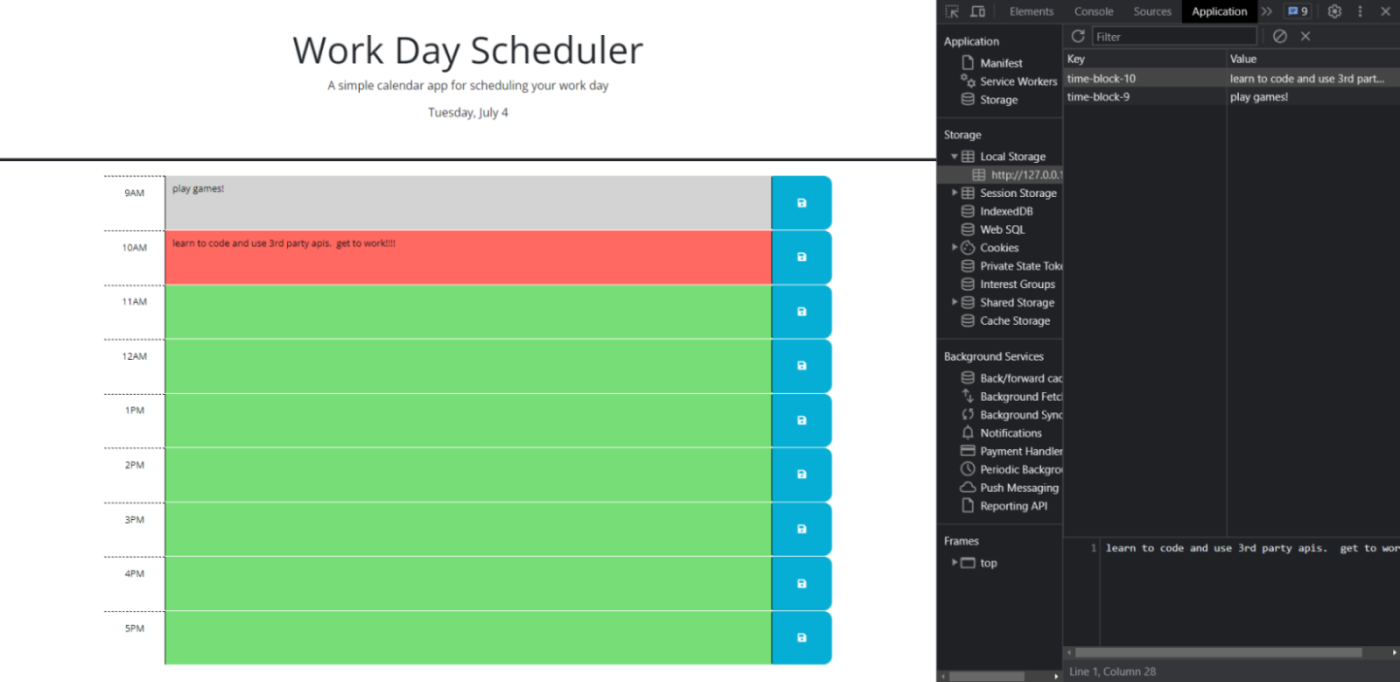 Work Day Scheduler
A simple calendar app for scheduling your work day
Tuesday, July 4
9AM play games!
10AM learn to code and use 3rd party apis.  get to work!!!!
11AM
12AM
1PM
2PM
3PM
4PM
5PM
Elements Console Sources Application 9
Application
Manifest
Service Workers
Storage
Storage
Local Storage
http://127.0.0.1
Session Storage
IndexedDB
Web SQL
Cookies
Private State Tok
Interest Groups
Shared Storage
Cache Storage
Background Services
Back/forward cac
Background Fetc
Background Sync
Notifications
Payment Handler
Periodic Backgro
Push Messaging
Reporting API
Frames
top
Filter
Key Value
time-block-10 learn to code and use 3rd part...
time-block-9 play games!
1 learn to code and use 3rd party apis.  get to wor
Line 1, Column 28